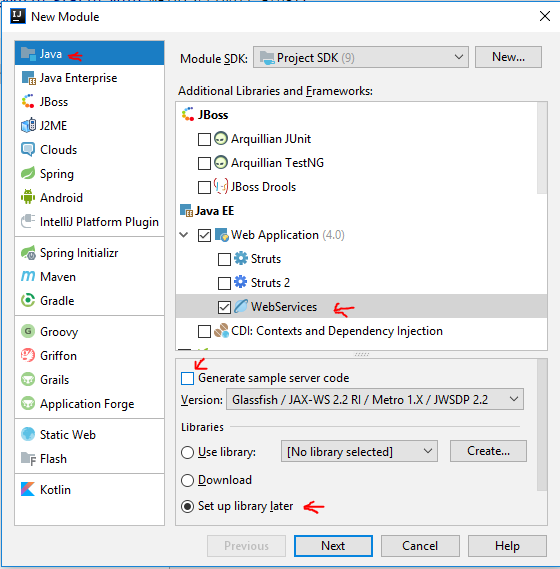 New Module
Java
Java Enterprise
JBoss
J2ME
Clouds
Spring
Android
IntelliJ Platform Plugin
Spring Initializr
Maven
Gradle
Groovy
Griffon
Grails
Application Forge
Static Web
Flash
Kotlin
Module SDK: Project SDK (9) New...
Additional Libraries and Frameworks:
JBoss
Arquillian JUnit
Arquillian TestNG
JBoss Drools
Java EE
Web Application (4.0)
Struts
Struts 2
WebServices
CDI: Contexts and Dependency Injection
Generate sample server code
Version: Glassfish / JAX-WS 2.2 RI / Metro 1.X / JWSDP 2.2
Libraries
Use library: [No library selected] Create...
Download
Set up library later
Previous Next Cancel Help